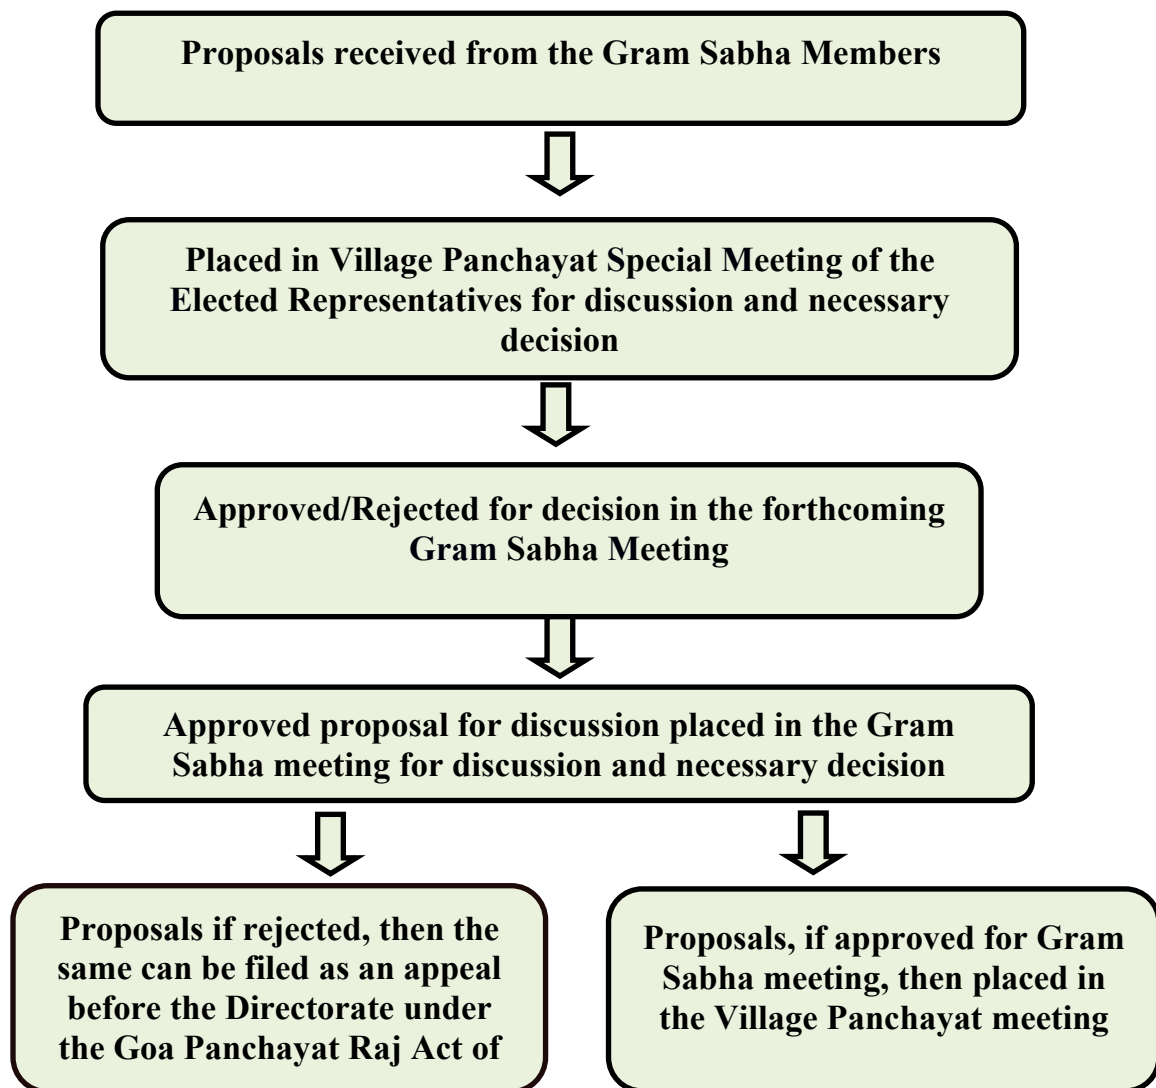 Proposals received from the Gram Sabha Members
Placed in Village Panchayat Special Meeting of the
Elected Representatives for discussion and necessary
decision
Approved/Rejected for decision in the forthcoming
Gram Sabha Meeting
Approved proposal for discussion placed in the Gram
Sabha meeting for discussion and necessary decision
Proposals if rejected, then the
same can be filed as an appeal
before the Directorate under
the Goa Panchayat Raj Act of
Proposals, if approved for Gram
Sabha meeting, then placed in
the Village Panchayat meeting